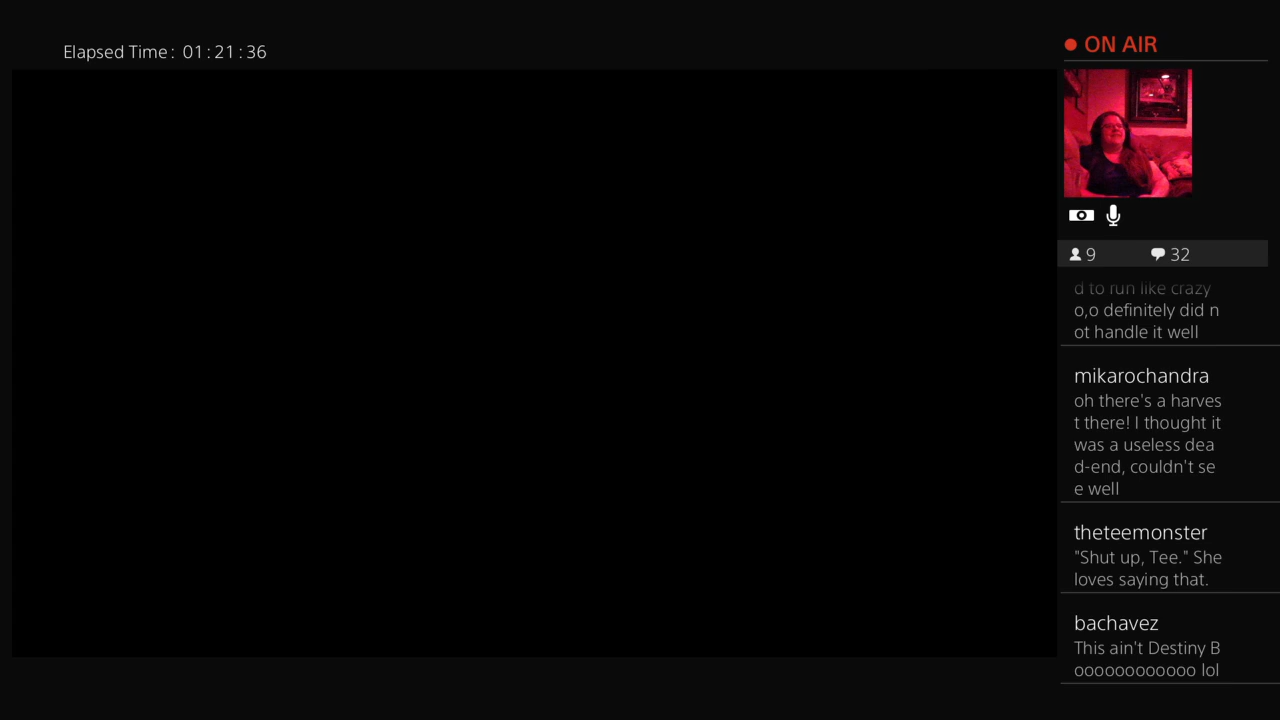 Elapsed Time: 01:21:36
ON AIR
9 32
d to run like crazy
o,o definitely did n
ot handle it well
mikarochandra
oh there's a harves
t there! I thought it
was a useless dea
d-end, couldn't se
e well
theteemonster
"Shut up, Tee." She
loves saying that.
bachavez
This ain't Destiny B
oooooooooooo lol